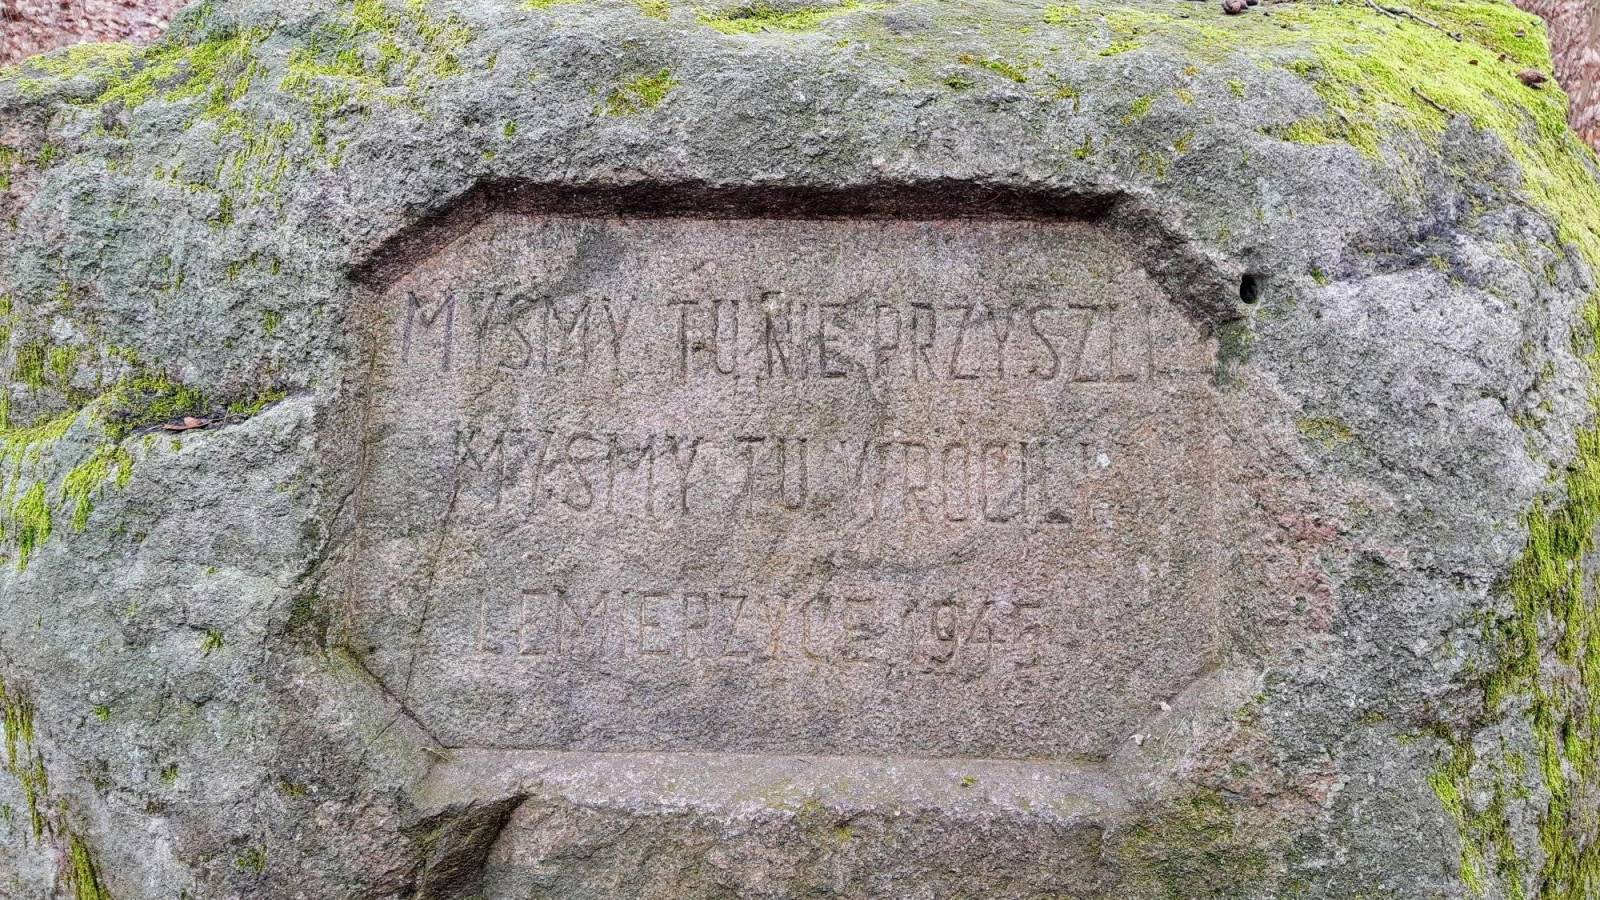 MYŚMY TU NIE PRZYSZLI
MYŚMY TU WRÓCILI
LEMIERZYCE 1945